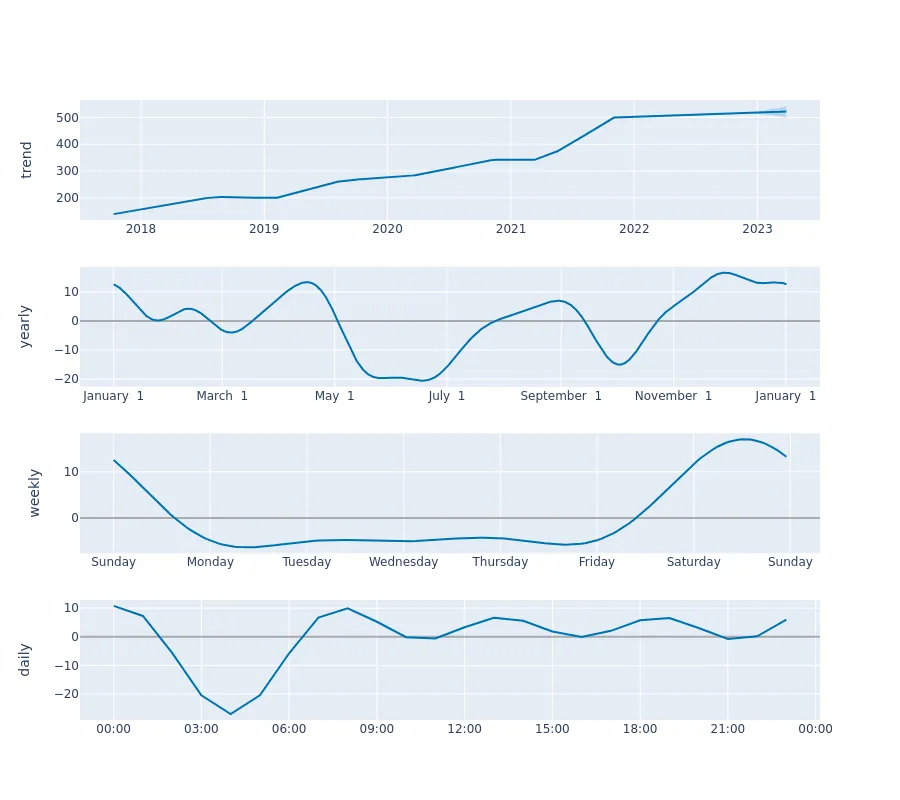 trend
500
400
300
200
2018 2019 2020 2021 2022 2023
yearly
10
0
−10
−20
January 1 March 1 May 1 July 1 September 1 November 1 January 1
weekly
10
0
Sunday Monday Tuesday Wednesday Thursday Friday Saturday Sunday
daily
10
0
−10
−20
00:00 03:00 06:00 09:00 12:00 15:00 18:00 21:00 00:00